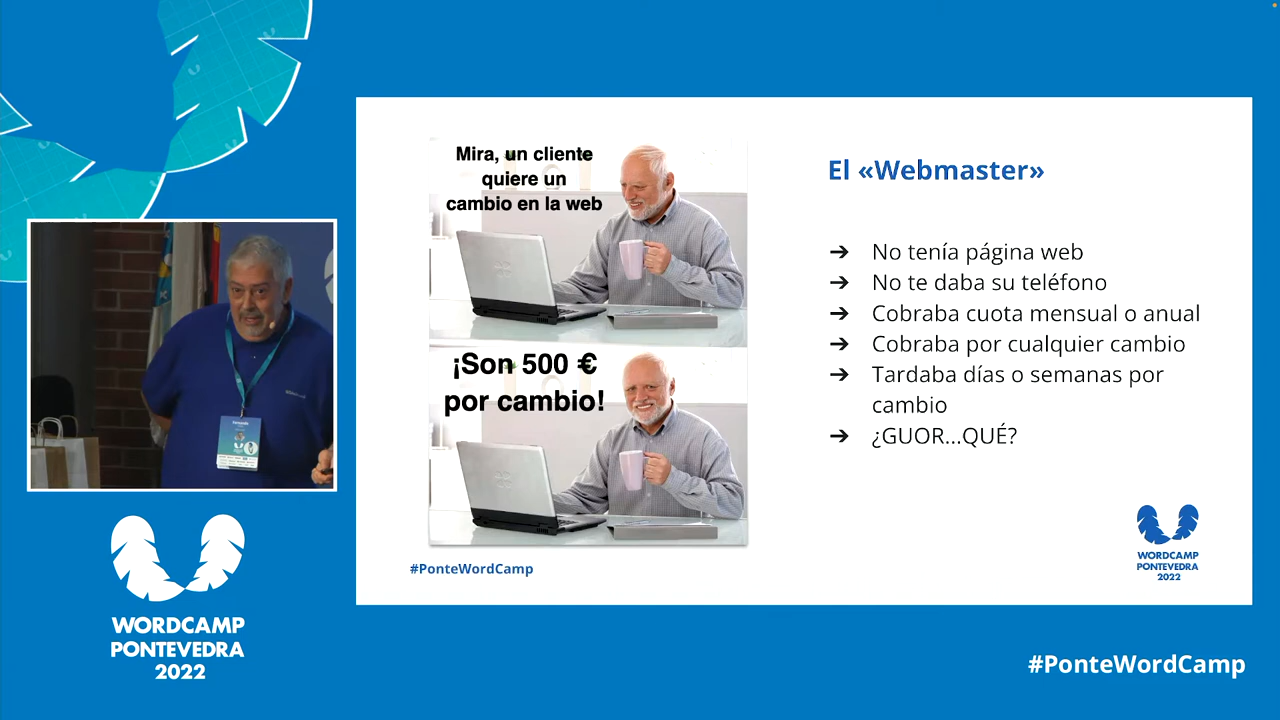 Mira, un cliente
quiere un
cambio en la web
¡Son 500 €
por cambio!
#PonteWordCamp
El «Webmaster»
➔ No tenía página web
➔ No te daba su teléfono
➔ Cobraba cuota mensual o anual
➔ Cobraba por cualquier cambio
➔ Tardaba días o semanas por
cambio
➔ ¿GUOR...QUÉ?
WORDCAMP
PONTEVEDRA
2022
Fernando
WORDCAMP
PONTEVEDRA
2022
#PonteWordCamp